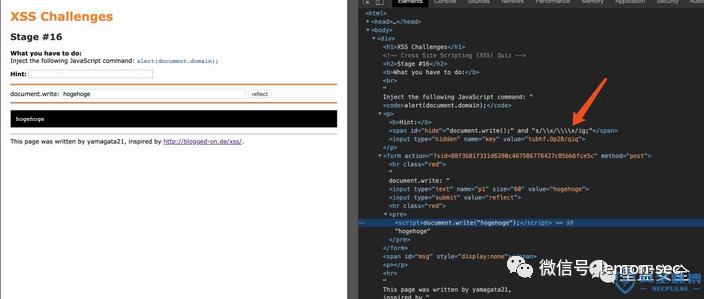 XSS Challenges
Stage #16
What you have to do:
Inject the following JavaScript command: alert(document.domain);
Hint:
document.write: hogehoge reflect
hogehoge
This page was written by yamagata21, inspired by http://blogged-on.de/xss/.
Elements Console Sources Network Performance Memory Application Security
<html>
<head>…</head>
<body>
<div>
<h1>XSS Challenges</h1>
<!-- Cross Site Scripting (XSS) Quiz -->
<h2>Stage #16</h2>
<b>What you have to do:</b>
<br>
"
Inject the following JavaScript command: "
<code>alert(document.domain);</code>
<p>
<b>Hint:</b>
<span id="hide">"document.write();" and "s/\\x/\\\\x/ig;"</span>
<input type="hidden" name="key" value="tubhf.Op28/qiq">
</p>
<form action="?sid=88f3b81f311d6280c467586776427c85bb6fce5c" method="post">
<hr class="red">
"
document.write: "
<input type="text" name="p1" size="60" value="hogehoge">
<input type="submit" value="reflect">
<hr class="red">
<pre>
<script>document.write("hogehoge");</script> == $0
"hogehoge"
</pre>
</form>
<span id="msg" style="display:none"></span>
<p></p>
<hr>
"
This page was written by yamagata21,
inspired by "
微信号: lemon-sec
SECPULSE